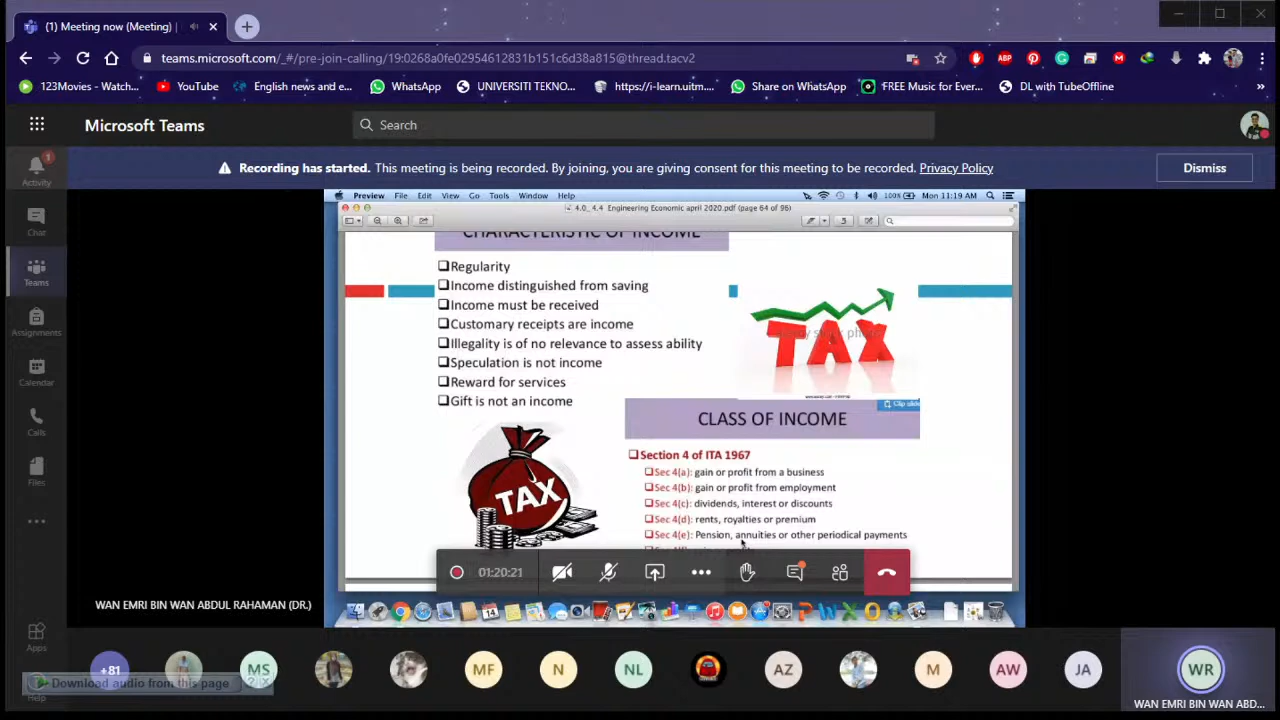 (1) Meeting now (Meeting) |
teams.microsoft.com/_#/pre-join-calling/19:0268a0fe02954612831b151c6d38a815@thread.tacv2
ABP
123Movies - Watch...
YouTube
English news and e...
WhatsApp
UNIVERSITI TEKNO...
https://i-learn.uitm....
Share on WhatsApp
FREE Music for Ever...
DL with TubeOffline
»
Microsoft Teams
Search
Activity
1
Chat
Teams
Assignments
Calendar
Calls
Files
Apps
Help
Recording has started. This meeting is being recorded. By joining, you are giving consent for this meeting to be recorded. Privacy Policy
Dismiss
Preview File Edit View Go Tools Window Help
100%
Mon 11:19 AM
4.0_ 4.4 Engineering Economic april 2020.pdf (page 64 of 96)
CHARACTERISTIC OF INCOME
❑Regularity
❑Income distinguished from saving
❑Income must be received
❑Customary receipts are income
❑Illegality is of no relevance to assess ability
❑Speculation is not income
❑Reward for services
❑Gift is not an income
TAX
Clip slide
CLASS OF INCOME
❑Section 4 of ITA 1967
❑Sec 4(a): gain or profit from a business
❑Sec 4(b): gain or profit from employment
❑Sec 4(c): dividends, interest or discounts
❑Sec 4(d): rents, royalties or premium
❑Sec 4(e): Pension, annuities or other periodical payments
TAX
01:20:21
WAN EMRI BIN WAN ABDUL RAHAMAN (DR.)
14
+81
MS
MF
N
NL
AZ
M
AW
JA
WR
Download audio from this page
WAN EMRI BIN WAN ABD...